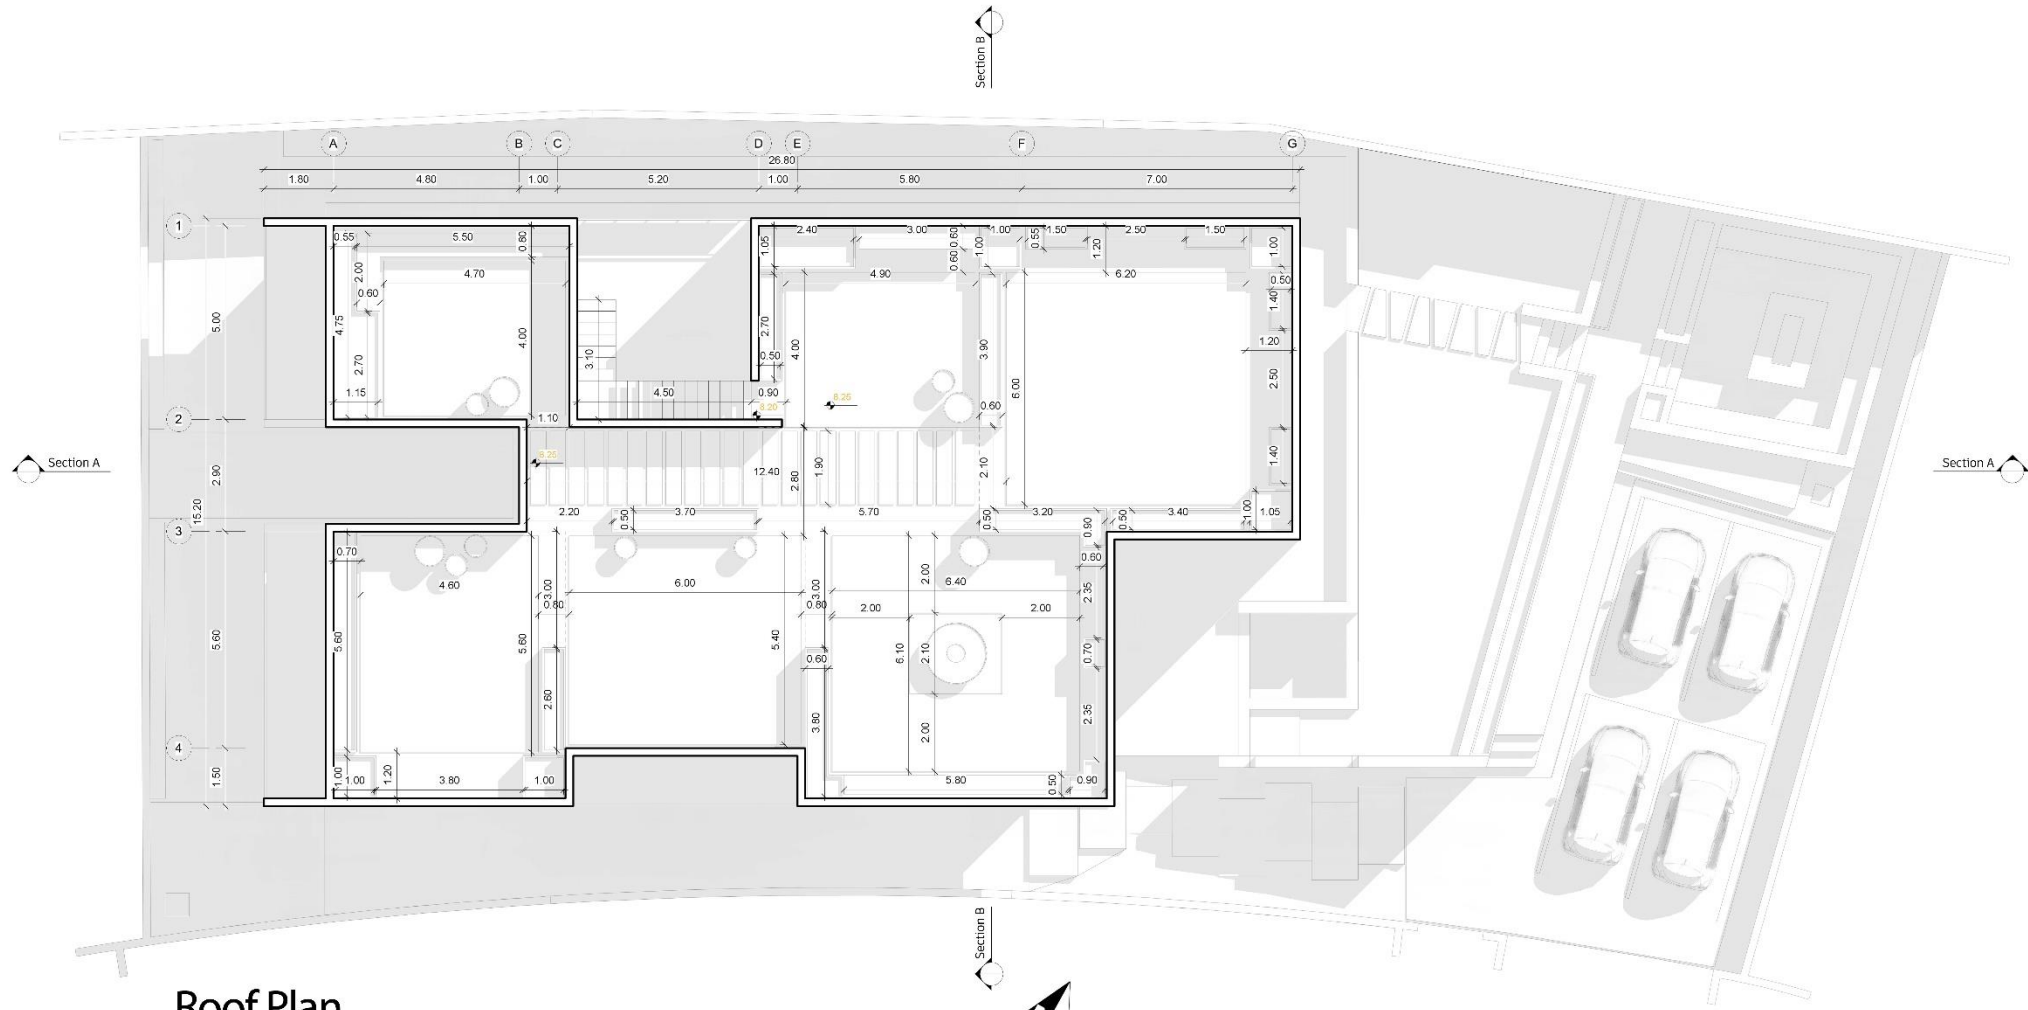 Section B
A B C D E F G
26.80
1.80 4.80 1.00 5.20 1.00 5.80 7.00
1
0.55 5.50 0.80 1.05 2.40 3.00 0.60 1.00 0.55 1.50 1.20 2.50 1.50 1.00
2.00 4.70 0.60 1.00 4.90 0.60 6.20 0.50
0.60 1.40
5.00 4.75 4.00 3.10 2.70 4.00 3.90 1.20
2.70 0.50 6.00 2.50
1.15 4.50 0.90 8.25 0.60
2 1.10 8.20
Section A 2.90 8.25 12.40 2.80 1.90 2.10 1.40 Section A
15.20 2.20 0.50 3.70 5.70 0.50 3.20 0.50 3.40 1.00 1.05
3 0.90
0.70 4.60 3.00 6.00 3.00 2.00 6.40 0.60
0.80 0.80 2.00 2.00 2.35
5.60 5.60 5.60 5.40 0.60 6.10 2.10 0.70
2.60 3.80 2.00 2.35
4
1.50 1.00 1.00 1.20 3.80 1.00 5.80 0.50 0.90
Section B
Roof Plan